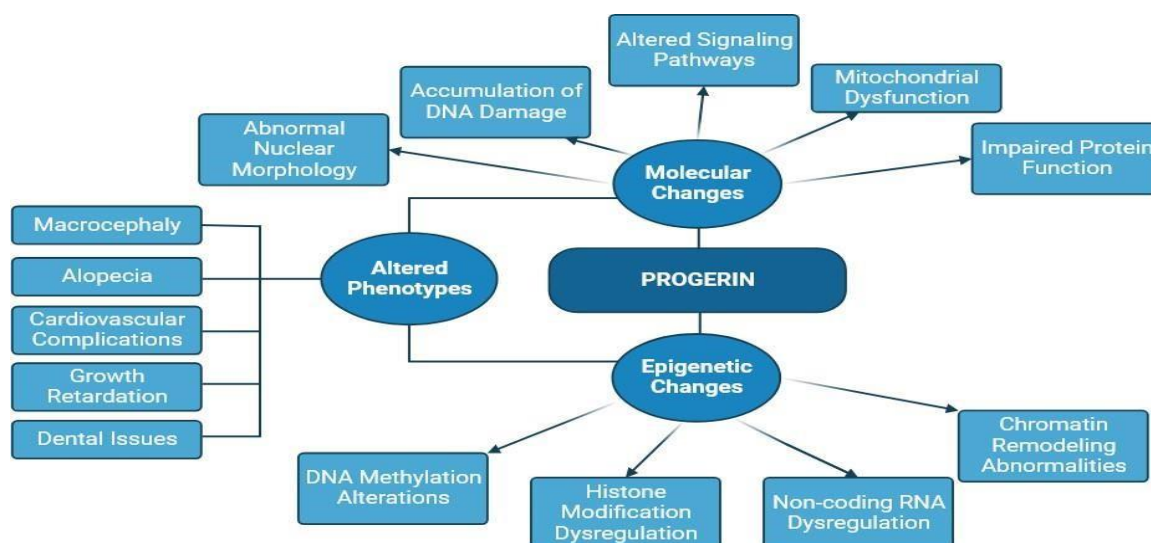 Altered Signaling
Pathways
Mitochondrial
Dysfunction
Accumulation of
DNA Damage
Abnormal
Nuclear
Morphology
Impaired Protein
Function
Molecular
Changes
Macrocephaly
Alopecia
Cardiovascular
Complications
Growth
Retardation
Dental Issues
Altered
Phenotypes
PROGERIN
Epigenetic
Changes
DNA Methylation
Alterations
Histone
Modification
Dysregulation
Non-coding RNA
Dysregulation
Chromatin
Remodeling
Abnormalities